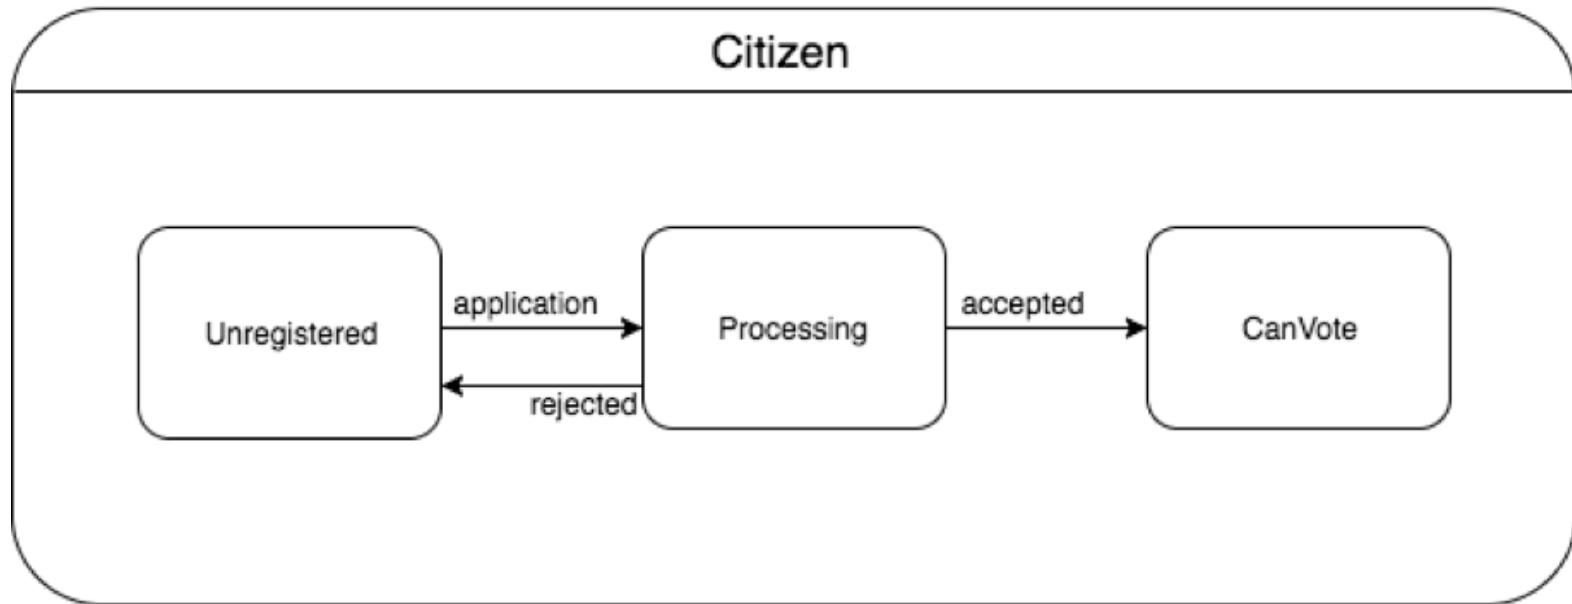 Citizen
Unregistered
application
rejected
Processing
accepted
CanVote